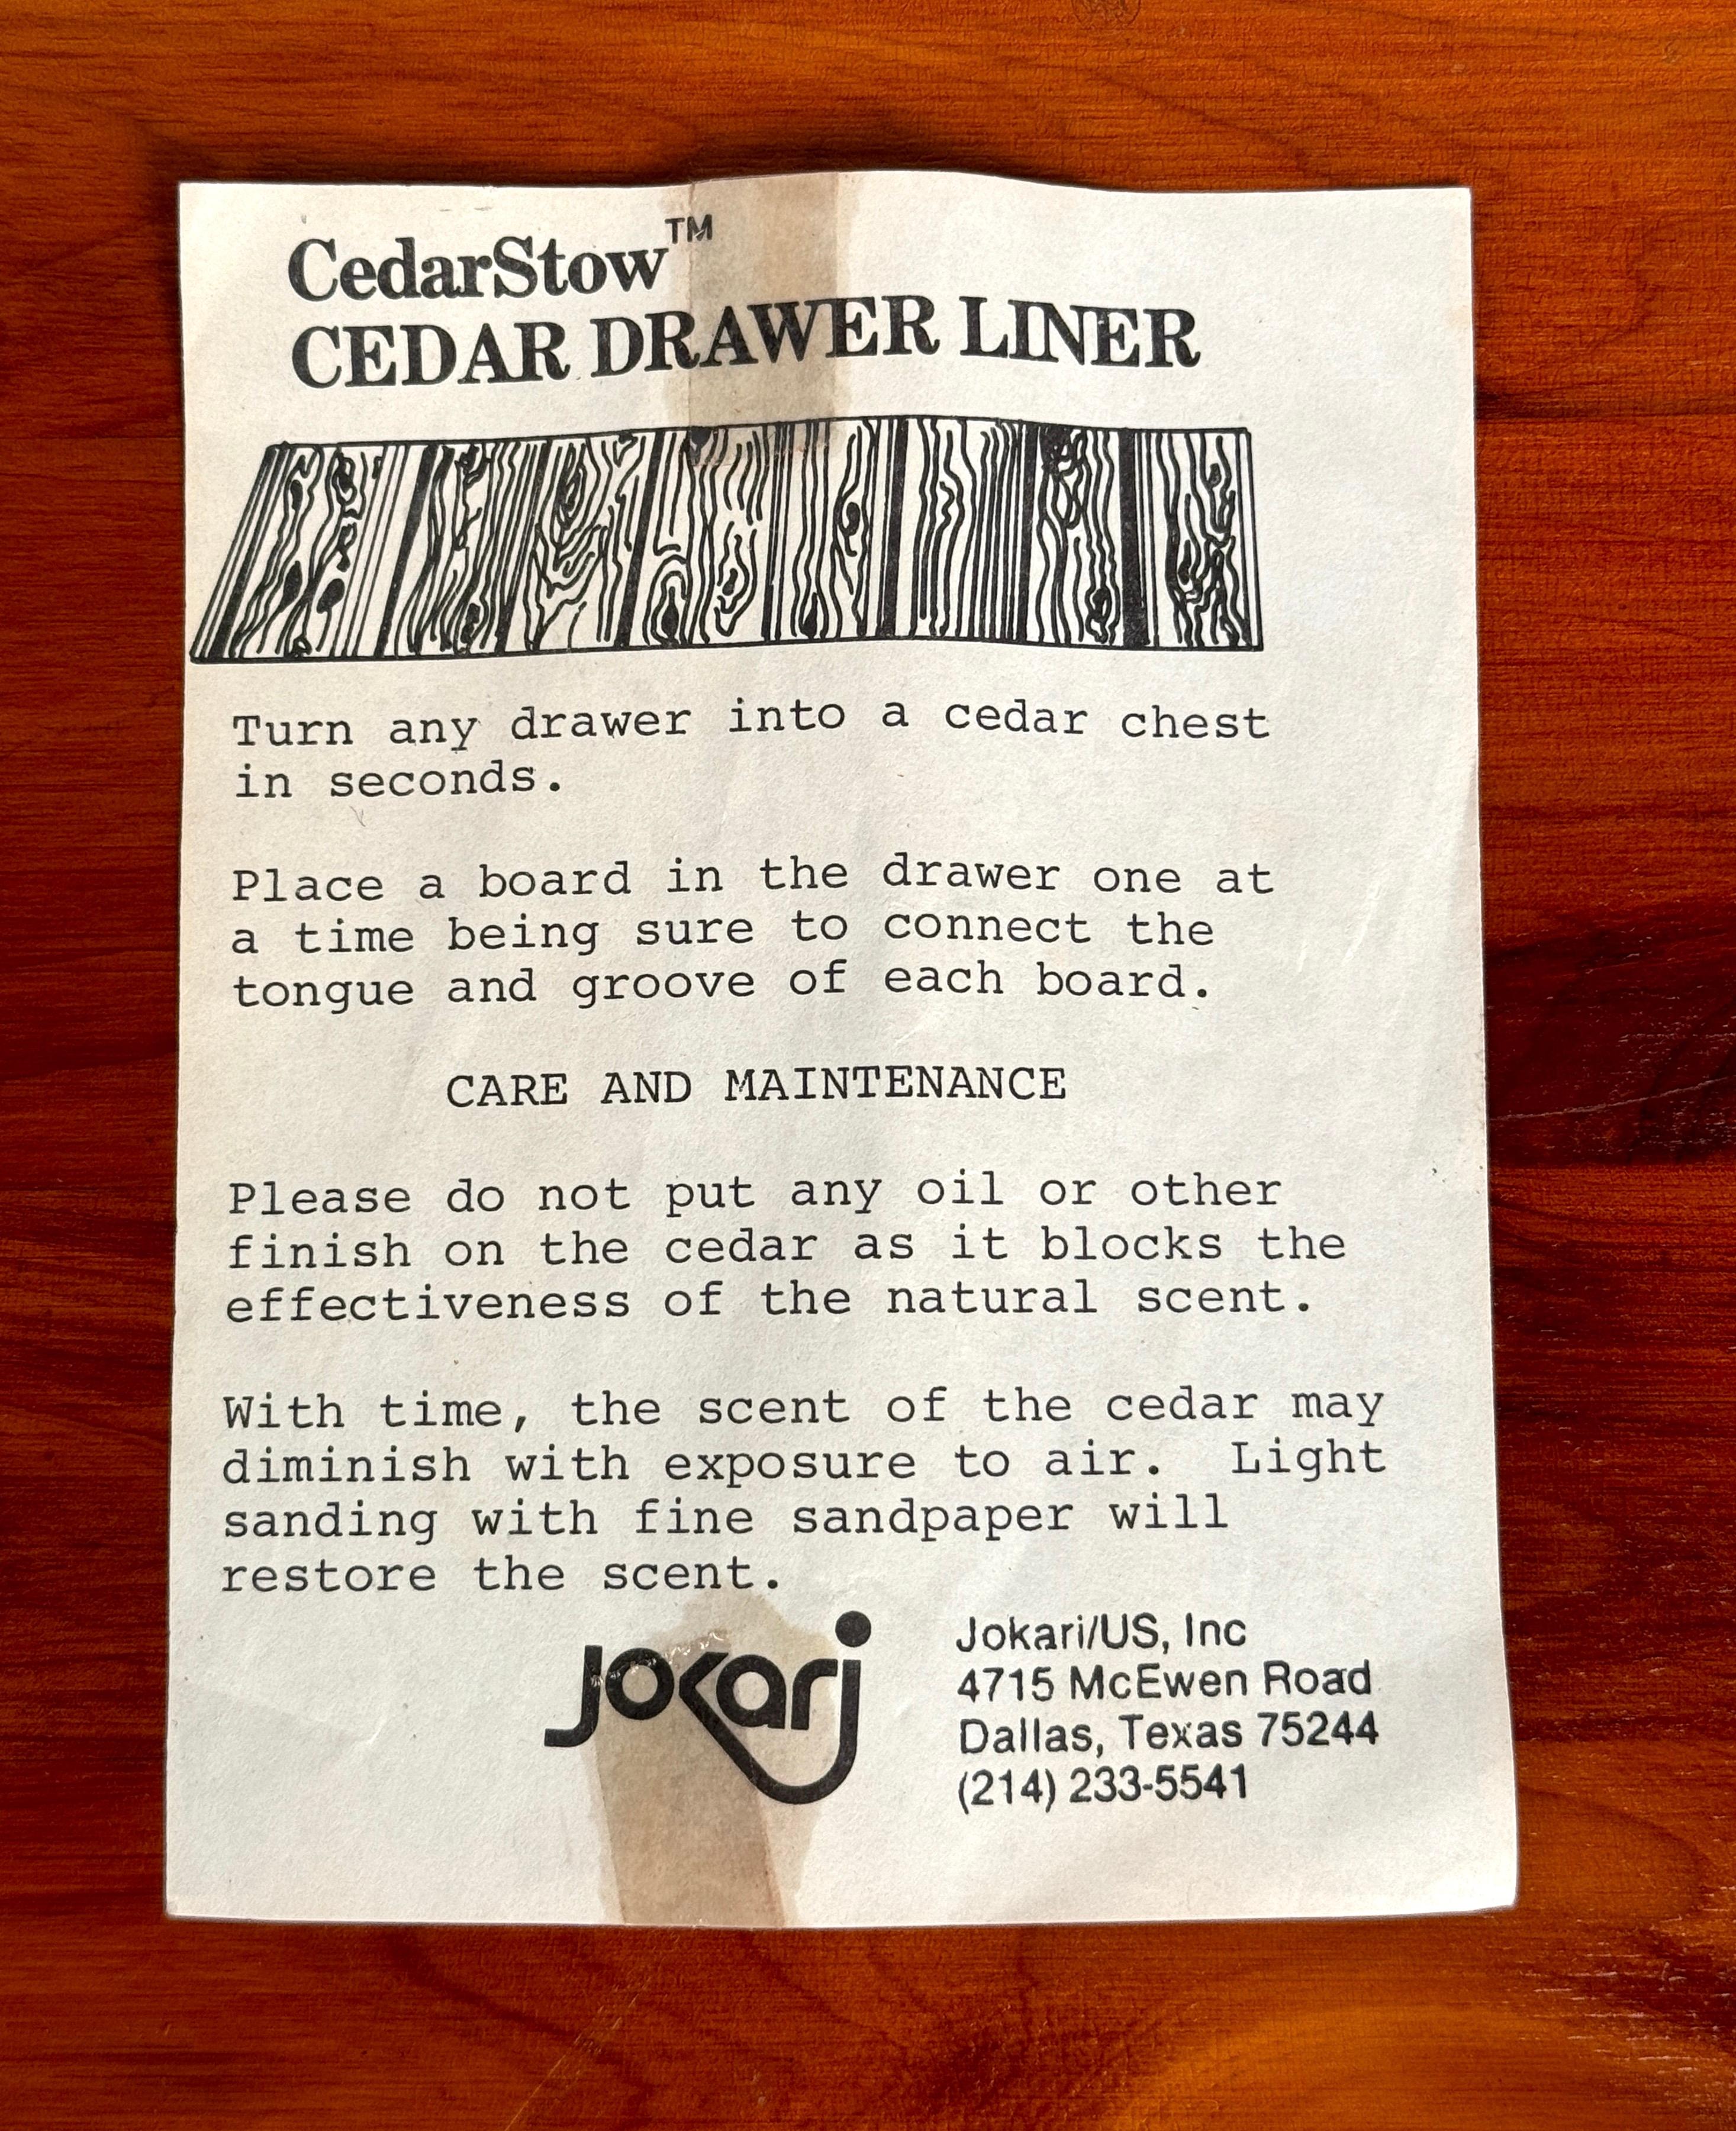 CedarStow™
CEDAR DRAWER LINER
Turn any drawer into a cedar chest
in seconds.
Place a board in the drawer one at
a time being sure to connect the
tongue and groove of each board.
CARE AND MAINTENANCE
Please do not put any oil or other
finish on the cedar as it blocks the
effectiveness of the natural scent.
With time, the scent of the cedar may
diminish with exposure to air.  Light
sanding with fine sandpaper will
restore the scent.
Jokari
Jokari/US, Inc
4715 McEwen Road
Dallas, Texas 75244
(214) 233-5541